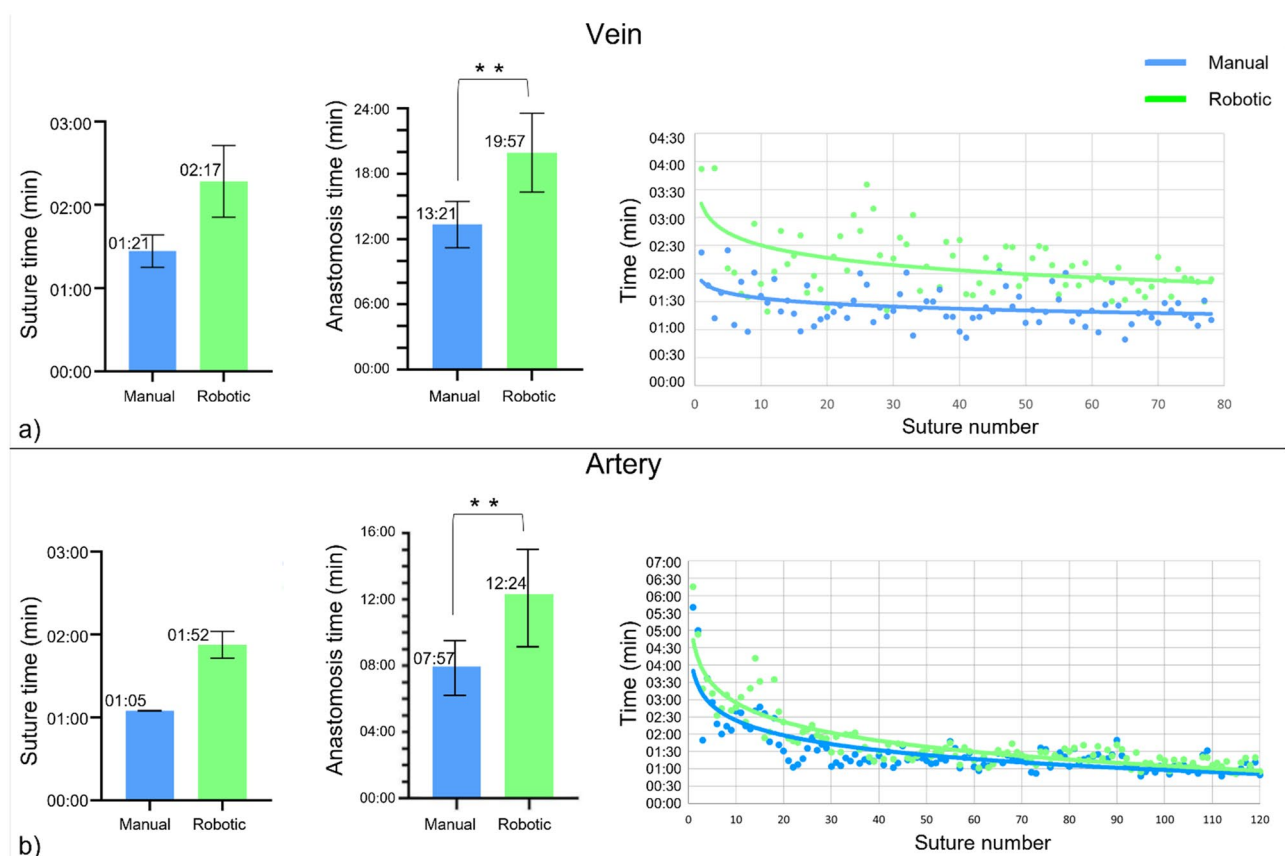 Vein
Manual
Robotic
Suture time (min)
03:00
02:00
01:00
00:00
01:21
02:17
Manual Robotic
* *
Anastomosis time (min)
24:00
18:00
12:00
06:00
00:00
13:21
19:57
Manual Robotic
Time (min)
04:30
04:00
03:30
03:00
02:30
02:00
01:30
01:00
00:30
00:00
0 10 20 30 40 50 60 70 80
Suture number
a)
Artery
Suture time (min)
03:00
02:00
01:00
00:00
01:05
01:52
Manual Robotic
* *
Anastomosis time (min)
16:00
12:00
08:00
04:00
00:00
07:57
12:24
Manual Robotic
Time (min)
07:00
06:30
06:00
05:30
05:00
04:30
04:00
03:30
03:00
02:30
02:00
01:30
01:00
00:30
00:00
0 10 20 30 40 50 60 70 80 90 100 110 120
Suture number
b)